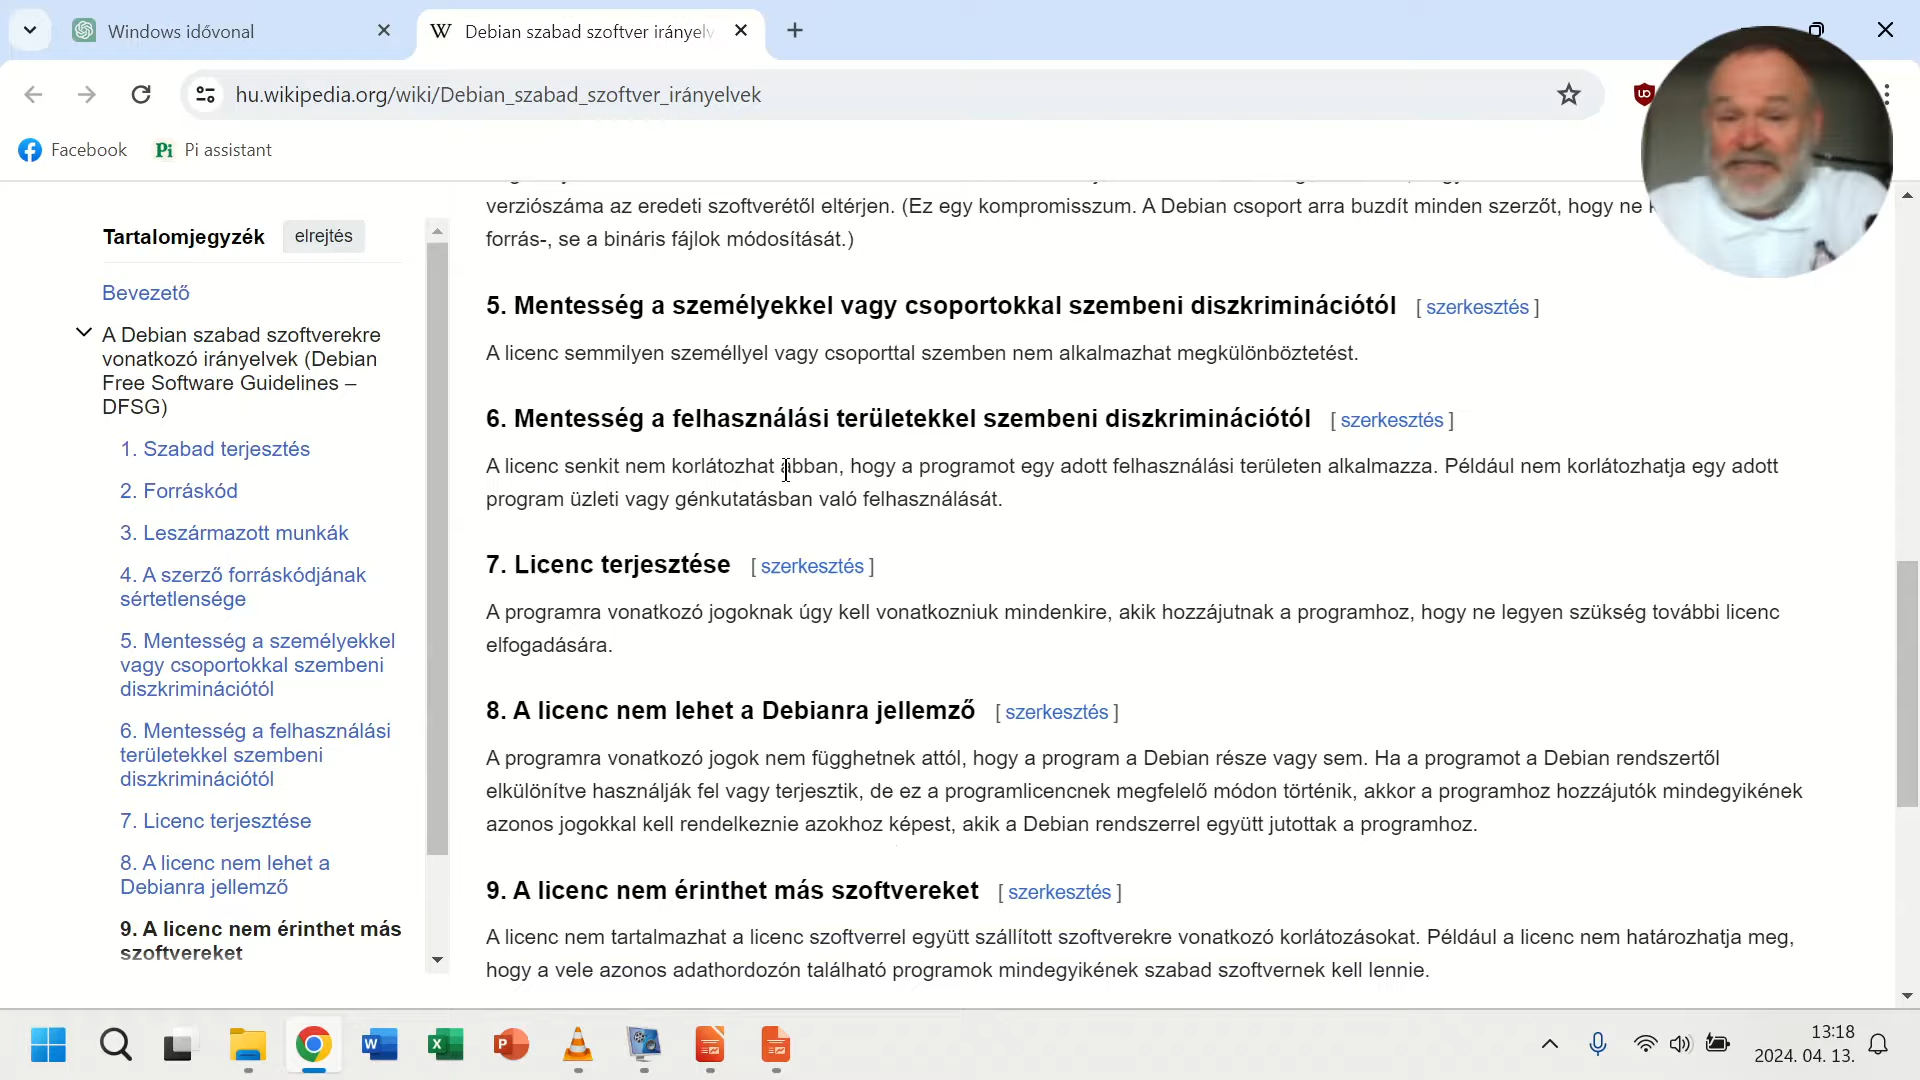 Windows idővonal
Debian szabad szoftver irányelv
hu.wikipedia.org/wiki/Debian_szabad_szoftver_irányelvek
Facebook
Pi assistant
Tartalomjegyzék
elrejtés
Bevezető
A Debian szabad szoftverekre
vonatkozó irányelvek (Debian
Free Software Guidelines –
DFSG)
1. Szabad terjesztés
2. Forráskód
3. Leszármazott munkák
4. A szerző forráskódjának
sértetlensége
5. Mentesség a személyekkel
vagy csoportokkal szembeni
diszkriminációtól
6. Mentesség a felhasználási
területekkel szembeni
diszkriminációtól
7. Licenc terjesztése
8. A licenc nem lehet a
Debianra jellemző
9. A licenc nem érinthet más
szoftvereket
verziószáma az eredeti szoftverétől eltérjen. (Ez egy kompromisszum. A Debian csoport arra buzdít minden szerzőt, hogy ne
forrás-, se a bináris fájlok módosítását.)
5. Mentesség a személyekkel vagy csoportokkal szembeni diszkriminációtól [ szerkesztés ]
A licenc semmilyen személlyel vagy csoporttal szemben nem alkalmazhat megkülönböztetést.
6. Mentesség a felhasználási területekkel szembeni diszkriminációtól [ szerkesztés ]
A licenc senkit nem korlátozhat abban, hogy a programot egy adott felhasználási területen alkalmazza. Például nem korlátozhatja egy adott
program üzleti vagy génkutatásban való felhasználását.
7. Licenc terjesztése [ szerkesztés ]
A programra vonatkozó jogoknak úgy kell vonatkozniuk mindenkire, akik hozzájutnak a programhoz, hogy ne legyen szükség további licenc
elfogadására.
8. A licenc nem lehet a Debianra jellemző [ szerkesztés ]
A programra vonatkozó jogok nem függhetnek attól, hogy a program a Debian része vagy sem. Ha a programot a Debian rendszertől
elkülönítve használják fel vagy terjesztik, de ez a programlicencnek megfelelő módon történik, akkor a programhoz hozzájutók mindegyikének
azonos jogokkal kell rendelkeznie azokhoz képest, akik a Debian rendszerrel együtt jutottak a programhoz.
9. A licenc nem érinthet más szoftvereket [ szerkesztés ]
A licenc nem tartalmazhat a licenc szoftverrel együtt szállított szoftverekre vonatkozó korlátozásokat. Például a licenc nem határozhatja meg,
hogy a vele azonos adathordozón található programok mindegyikének szabad szoftvernek kell lennie.
13:18
2024. 04. 13.